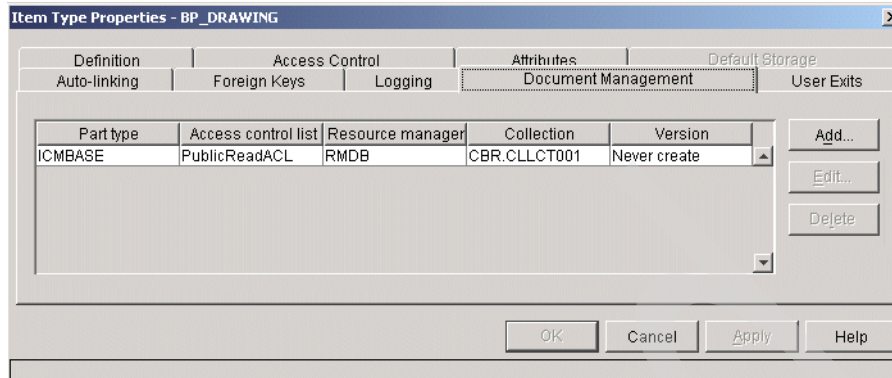 Item Type Properties - BP_DRAWING
Definition Access Control Attributes Default Storage
Auto-linking Foreign Keys Logging Document Management User Exits
Part type Access control list Resource manager Collection Version
ICMBASE PublicReadACL RMDB CBR.CLLCT001 Never create
Add...
Edit...
Delete
OK Cancel Apply Help